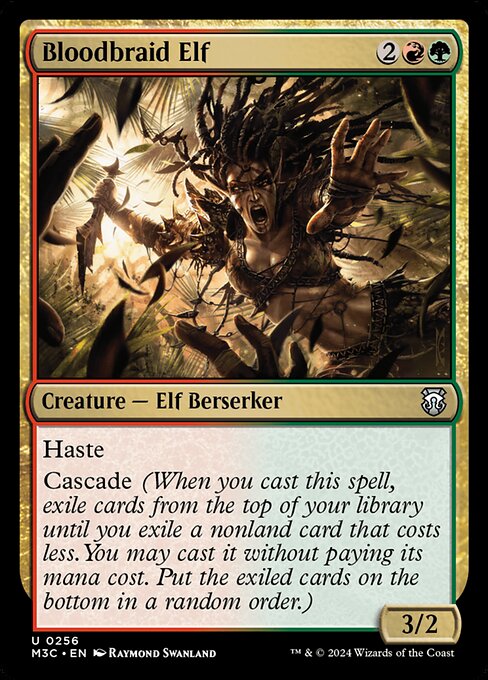 Bloodbraid Elf 2
Creature — Elf Berserker
Haste
Cascade (When you cast this spell,
exile cards from the top of your library
until you exile a nonland card that costs
less. You may cast it without paying its
mana cost. Put the exiled cards on the
bottom in a random order.)
3/2
U 0256
M3C • EN Raymond Swanland ™ & © 2024 Wizards of the Coast